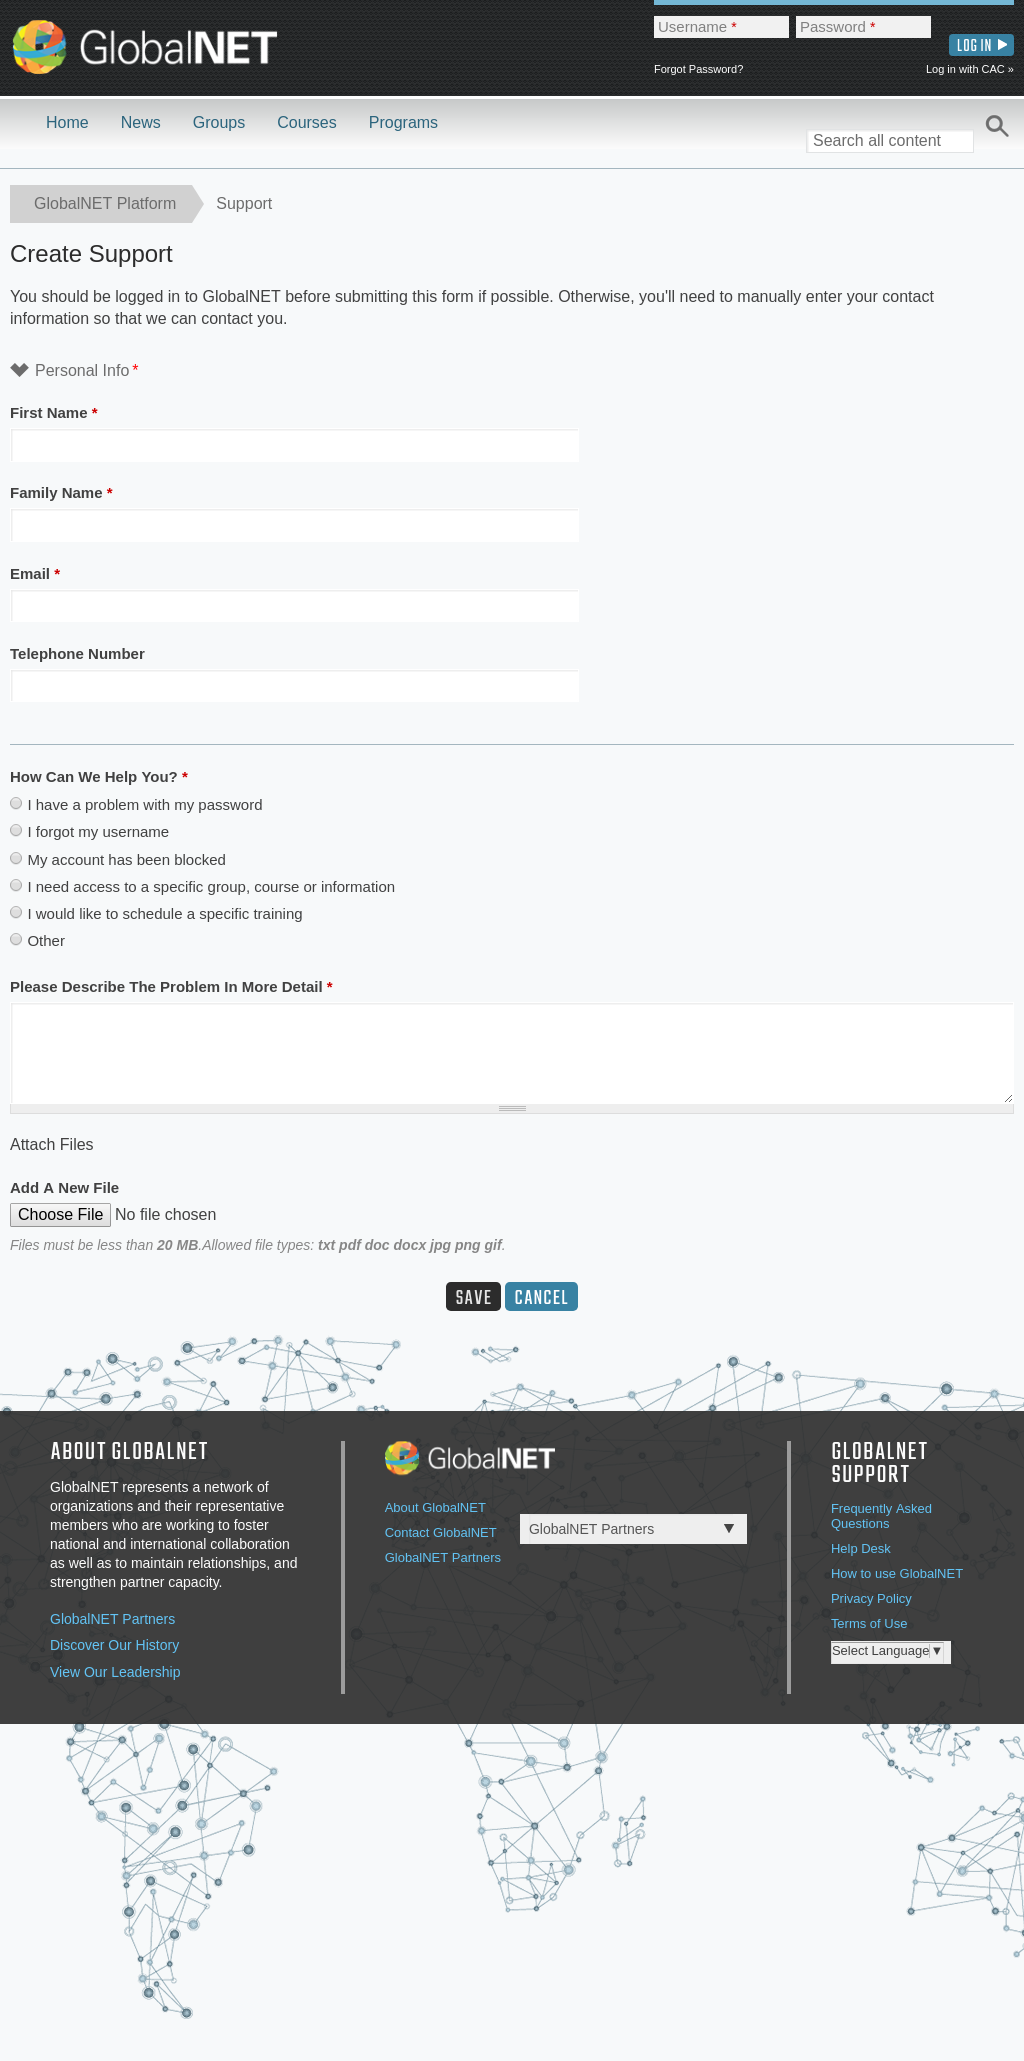 GlobalNET
Username *
Password *
LOG IN
Forgot Password?
Log in with CAC »
Home
News
Groups
Courses
Programs
Search all content
GlobalNET Platform
Support
Create Support
You should be logged in to GlobalNET before submitting this form if possible. Otherwise, you'll need to manually enter your contact
information so that we can contact you.
Personal Info *
First Name *
Family Name *
Email *
Telephone Number
How Can We Help You? *
I have a problem with my password
I forgot my username
My account has been blocked
I need access to a specific group, course or information
I would like to schedule a specific training
Other
Please Describe The Problem In More Detail *
Attach Files
Add A New File
Choose File No file chosen
Files must be less than 20 MB.Allowed file types: txt pdf doc docx jpg png gif.
SAVE
CANCEL
ABOUT GLOBALNET
GlobalNET represents a network of
organizations and their representative
members who are working to foster
national and international collaboration
as well as to maintain relationships, and
strengthen partner capacity.
GlobalNET Partners
Discover Our History
View Our Leadership
GlobalNET
About GlobalNET
Contact GlobalNET
GlobalNET Partners
GlobalNET Partners ▼
GLOBALNET
SUPPORT
Frequently Asked
Questions
Help Desk
How to use GlobalNET
Privacy Policy
Terms of Use
Select Language ▼